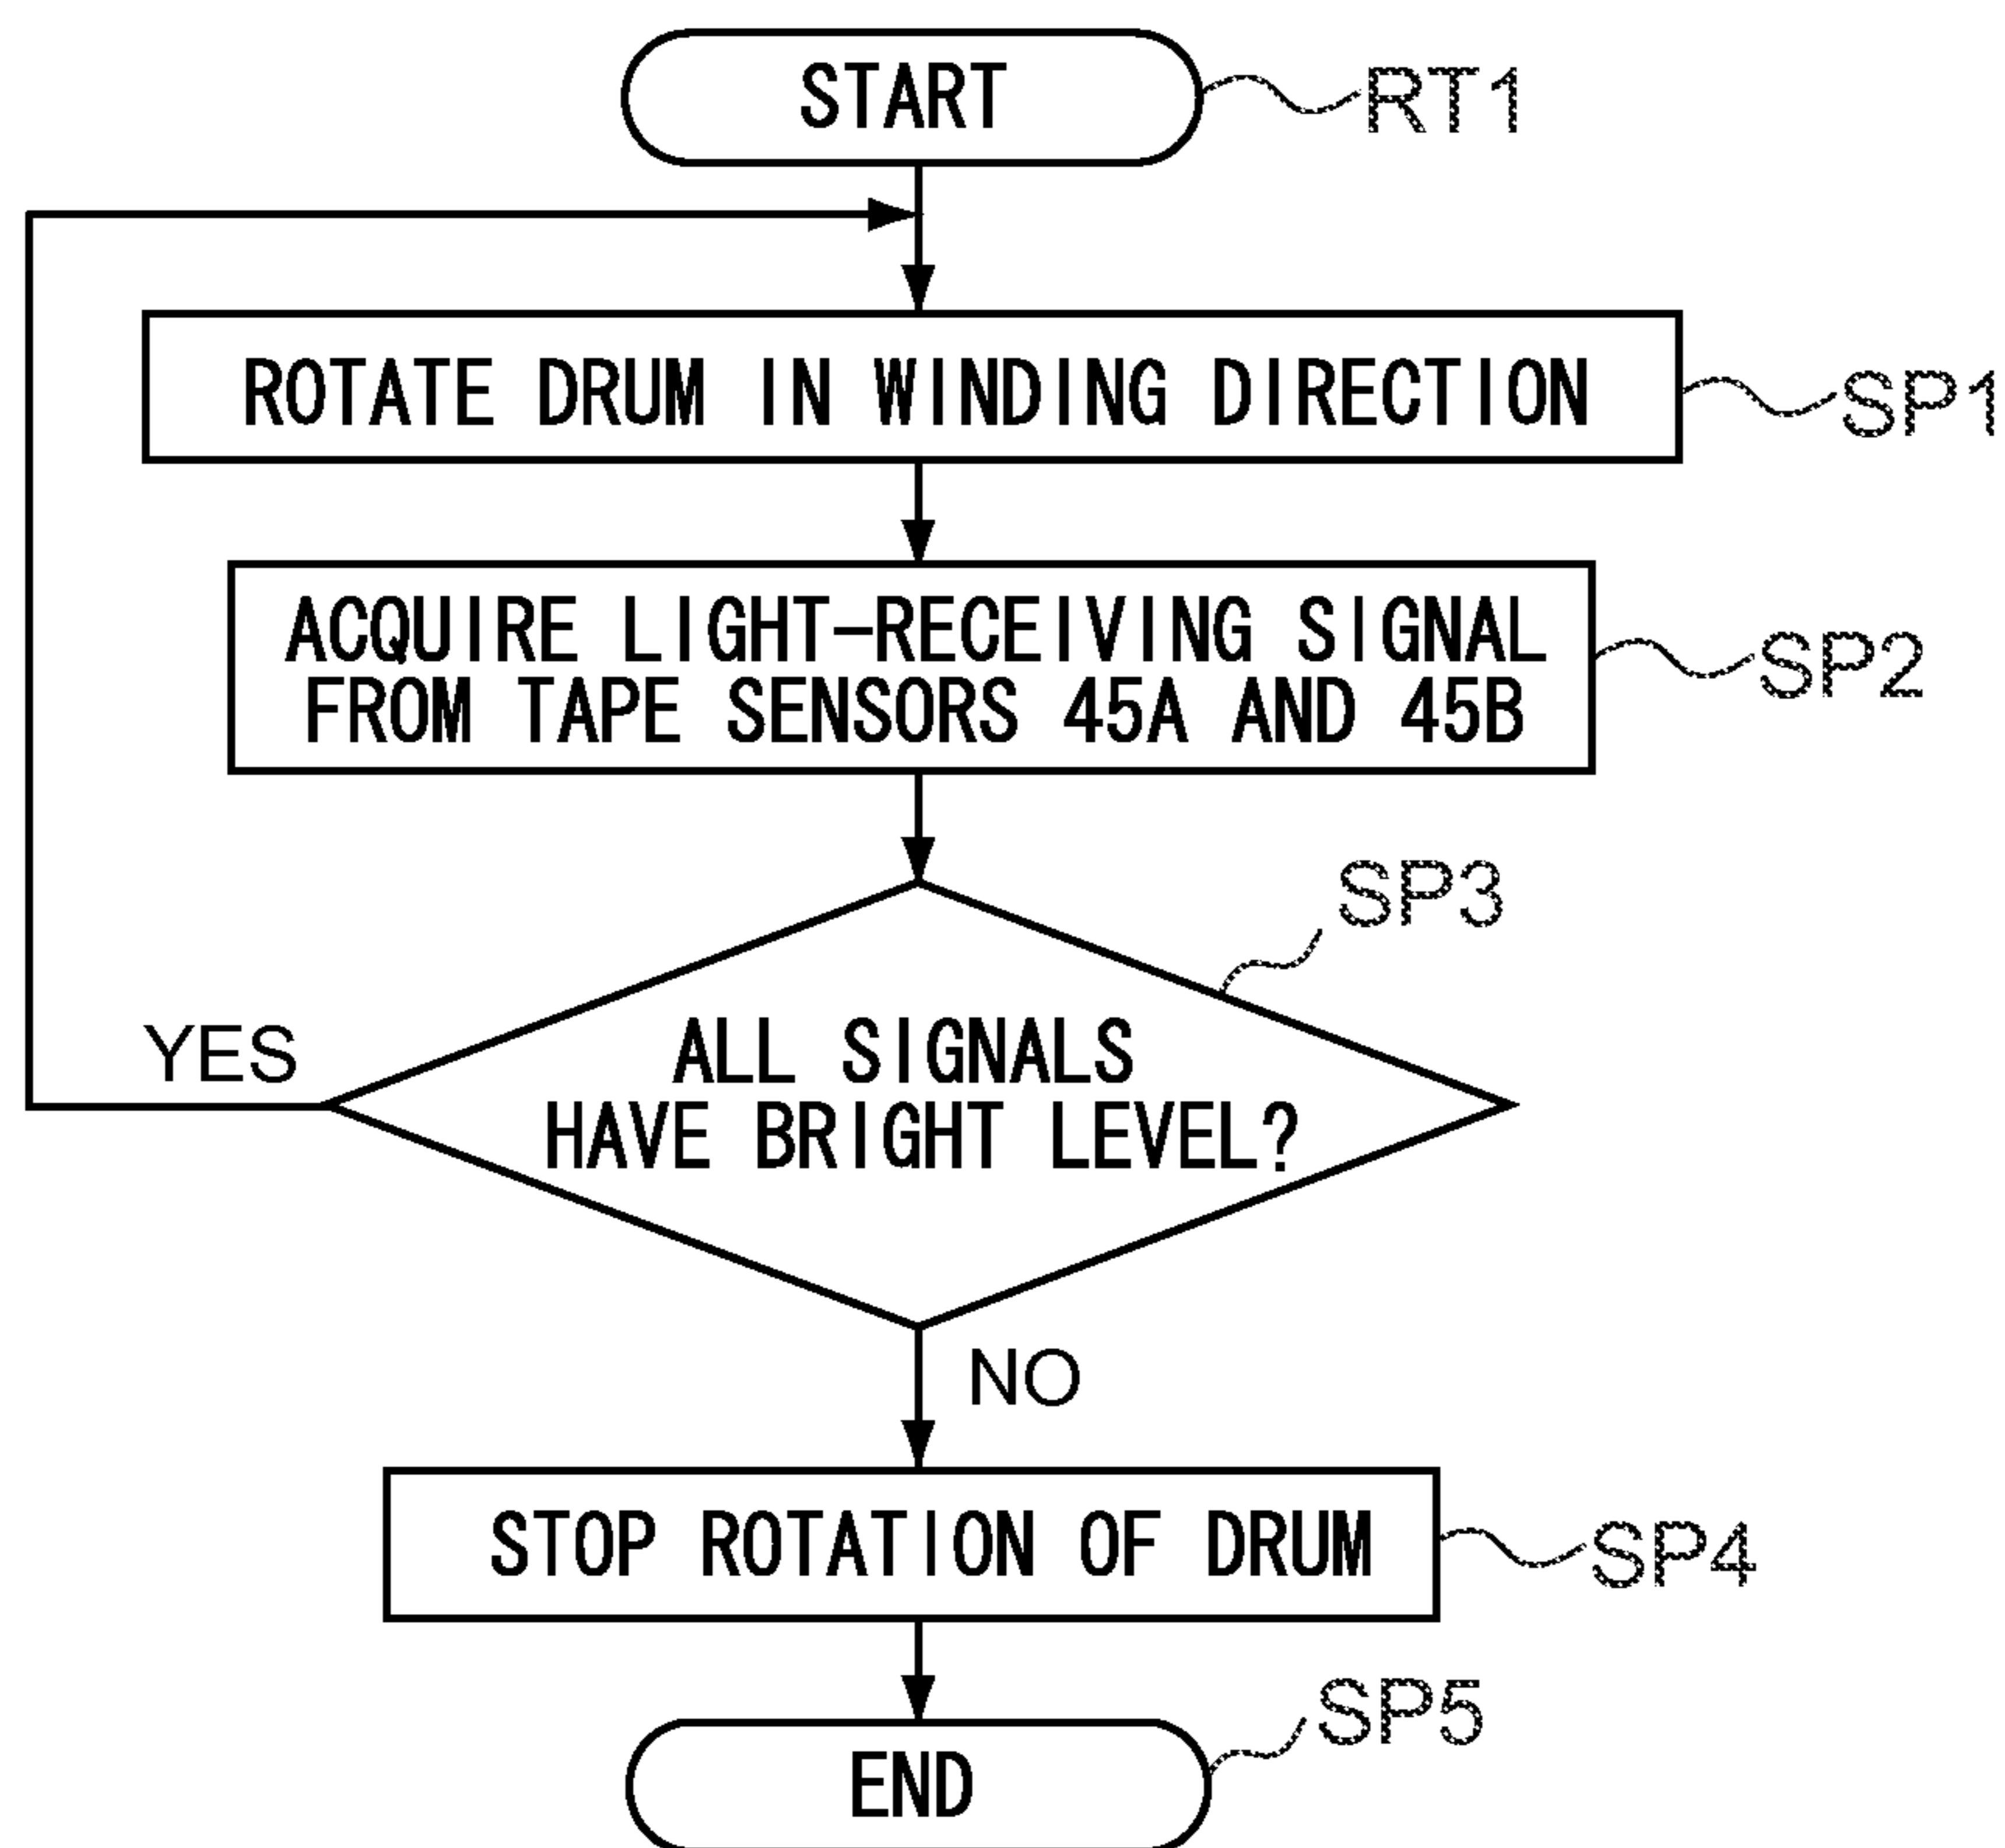 START
RT1
ROTATE DRUM IN WINDING DIRECTION
SP1
ACQUIRE LIGHT-RECEIVING SIGNAL
FROM TAPE SENSORS 45A AND 45B
SP2
SP3
ALL SIGNALS
HAVE BRIGHT LEVEL?
YES
NO
STOP ROTATION OF DRUM
SP4
SP5
END